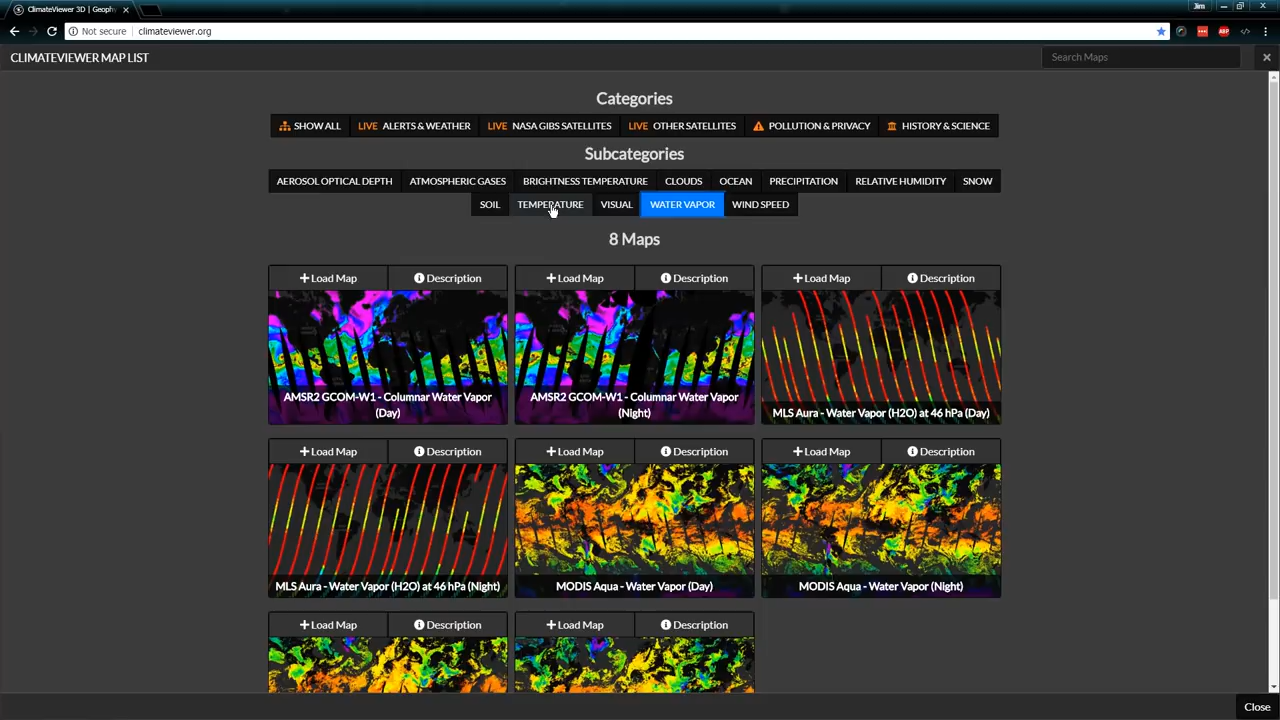 ClimateViewer 3D | Geoph
Jim
Not secure
climateviewer.org
ABP
CLIMATEVIEWER MAP LIST
Search Maps
Categories
SHOW ALL
LIVE ALERTS & WEATHER
LIVE NASA GIBS SATELLITES
LIVE OTHER SATELLITES
POLLUTION & PRIVACY
HISTORY & SCIENCE
Subcategories
AEROSOL OPTICAL DEPTH
ATMOSPHERIC GASES
BRIGHTNESS TEMPERATURE
CLOUDS
OCEAN
PRECIPITATION
RELATIVE HUMIDITY
SNOW
SOIL
TEMPERATURE
VISUAL
WATER VAPOR
WIND SPEED
8 Maps
Load Map
Description
Load Map
Description
Load Map
Description
AMSR2 GCOM-W1 - Columnar Water Vapor
(Day)
AMSR2 GCOM-W1 - Columnar Water Vapor
(Night)
MLS Aura - Water Vapor (H2O) at 46 hPa (Day)
Load Map
Description
Load Map
Description
Load Map
Description
MLS Aura - Water Vapor (H2O) at 46 hPa (Night)
MODIS Aqua - Water Vapor (Day)
MODIS Aqua - Water Vapor (Night)
Load Map
Description
Load Map
Description
Close